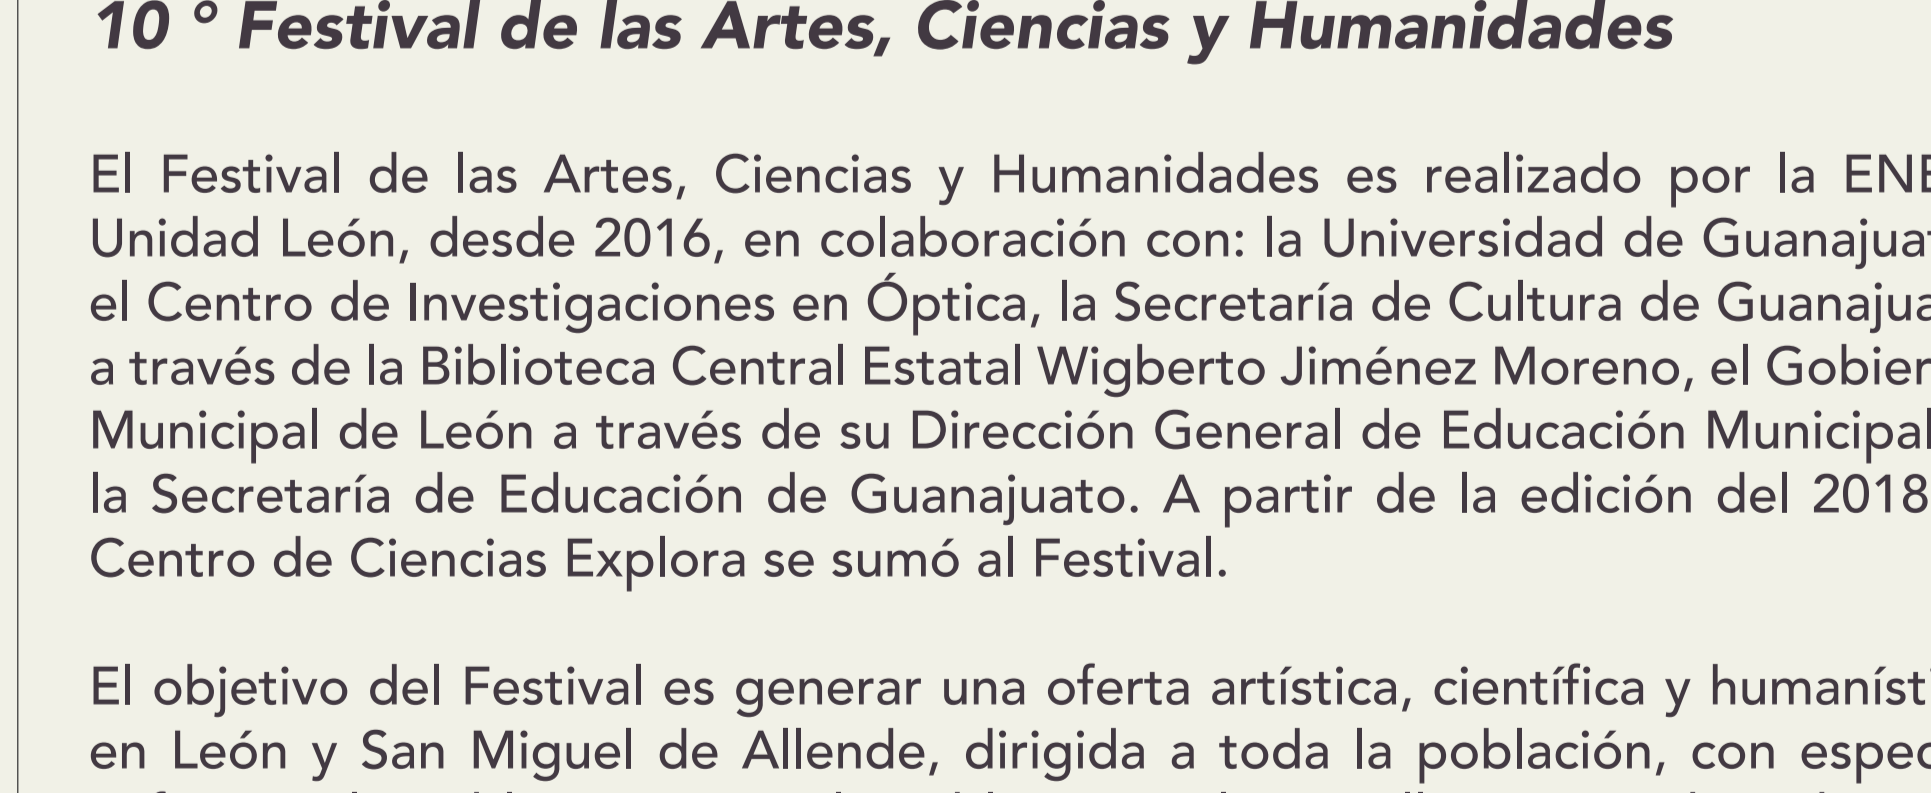 10 ° Festival de las Artes, Ciencias y Humanidades
El Festival de las Artes, Ciencias y Humanidades es realizado por la
Unidad León, desde 2016, en colaboración con: la Universidad de
el Centro de Investigaciones en Óptica, la Secretaría de Cultura de
a través de la Biblioteca Central Estatal Wigberto Jiménez Moreno, el
Municipal de León a través de su Dirección General de Educación Municipal
la Secretaría de Educación de Guanajuato. A partir de la edición del 2018
Centro de Ciencias Explora se sumó al Festival.
El objetivo del Festival es generar una oferta artística, científica y
en León y San Miguel de Allende, dirigida a toda la población, con